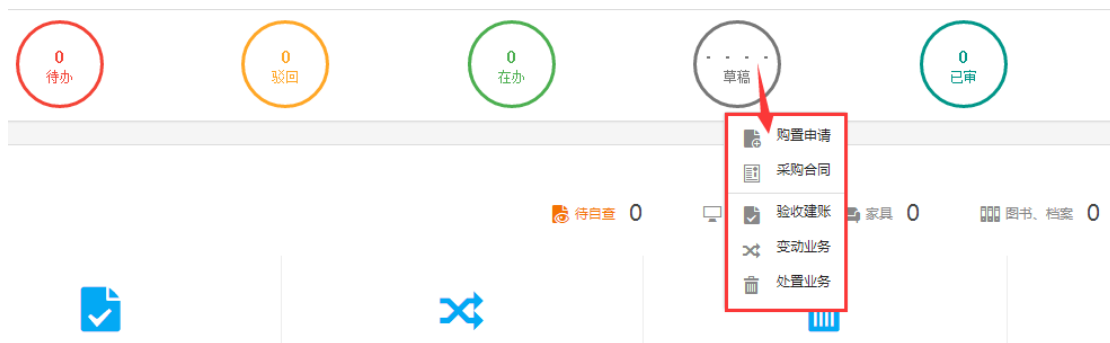 0
待办
0
驳回
0
在办
- - - -
草稿
0
已审
购置申请
采购合同
验收建账
变动业务
处置业务
待自查 0
家具 0
图书、档案 0